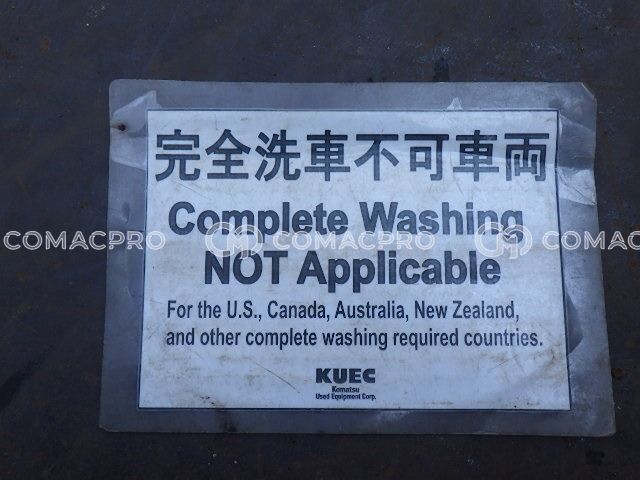 完全洗車不可車両
Complete Washing
COMACPRO COMACPRO COMACPRO
NOT Applicable
For the U.S., Canada, Australia, New Zealand,
and other complete washing required countries.
KUEC
Komatsu
Used Equipment Corp.